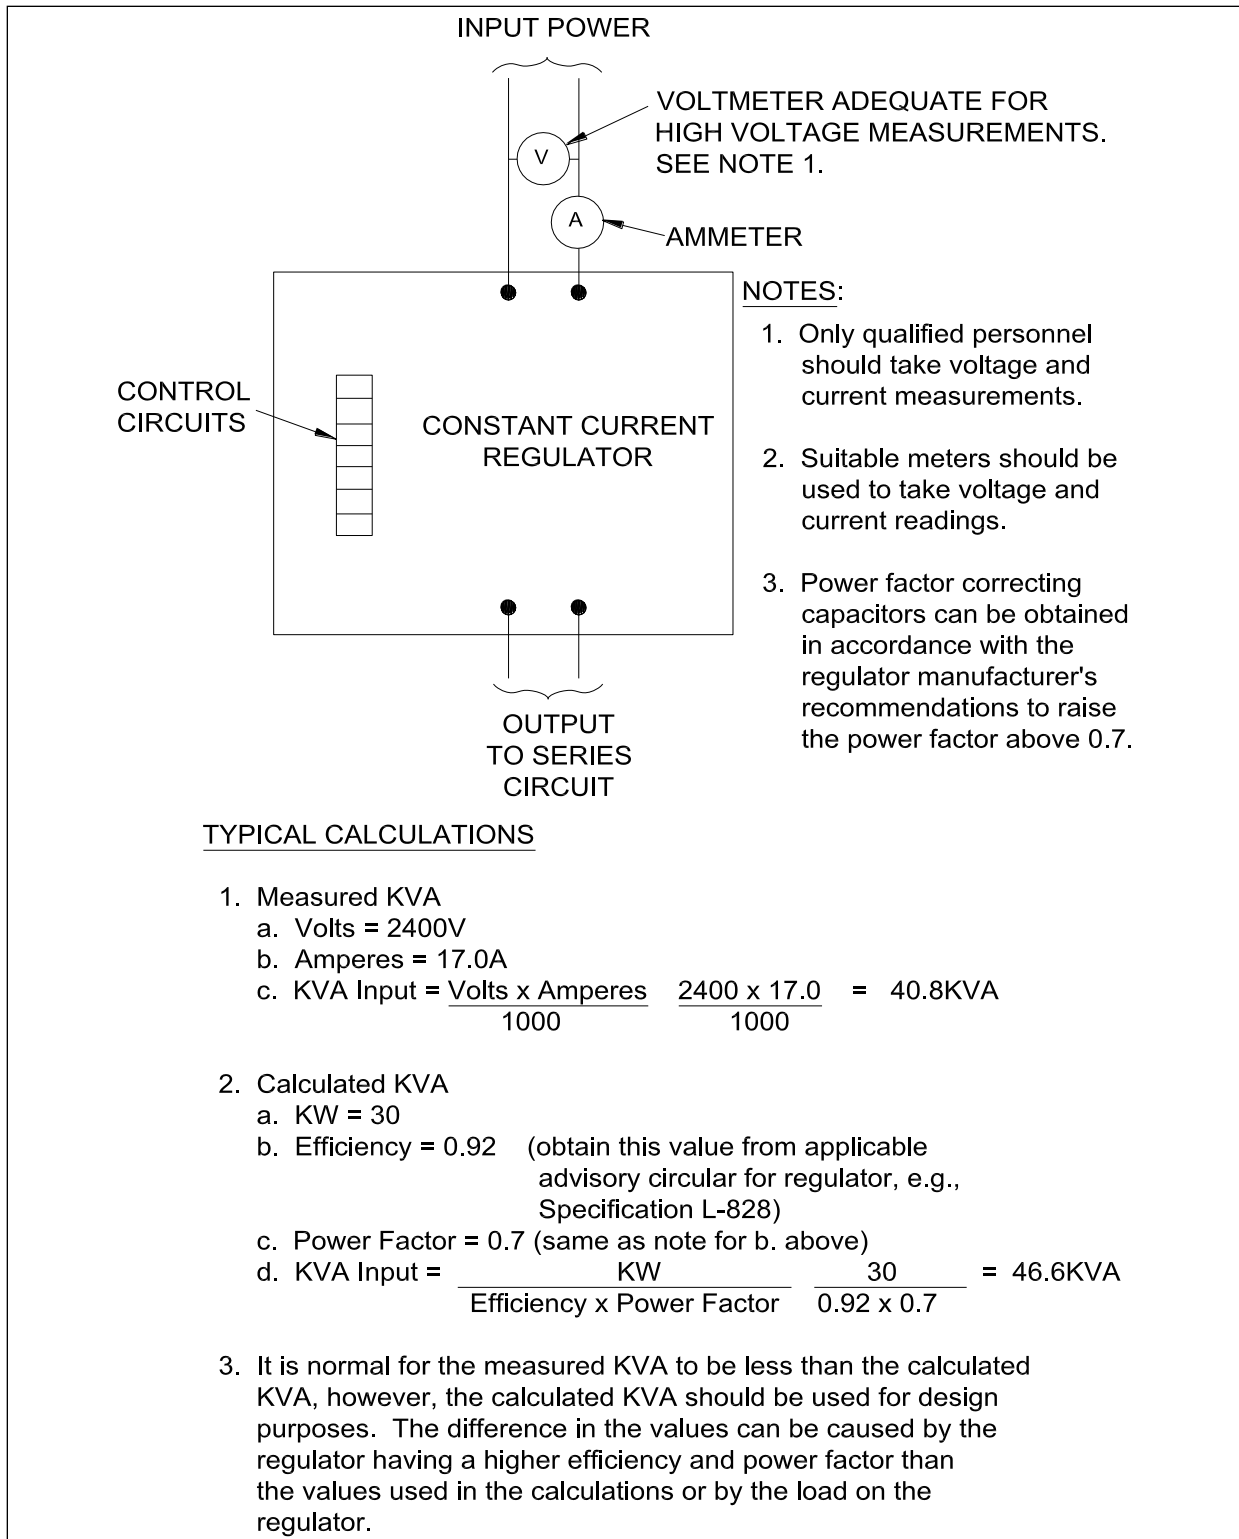 INPUT POWER
VOLTMETER ADEQUATE FOR
HIGH VOLTAGE MEASUREMENTS.
SEE NOTE 1.
V
A
AMMETER
CONTROL
CIRCUITS
CONSTANT CURRENT
REGULATOR
OUTPUT
TO SERIES
CIRCUIT
NOTES:
1. Only qualified personnel
should take voltage and
current measurements.
2. Suitable meters should be
used to take voltage and
current readings.
3. Power factor correcting
capacitors can be obtained
in accordance with the
regulator manufacturer's
recommendations to raise
the power factor above 0.7.
TYPICAL CALCULATIONS
1. Measured KVA
a. Volts = 2400V
b. Amperes = 17.0A
c. KVA Input = Volts x Amperes 2400 x 17.0 = 40.8KVA
1000 1000
2. Calculated KVA
a. KW = 30
b. Efficiency = 0.92 (obtain this value from applicable
advisory circular for regulator, e.g.,
Specification L-828)
c. Power Factor = 0.7 (same as note for b. above)
d. KVA Input = KW 30 = 46.6KVA
Efficiency x Power Factor 0.92 x 0.7
3. It is normal for the measured KVA to be less than the calculated
KVA, however, the calculated KVA should be used for design
purposes. The difference in the values can be caused by the
regulator having a higher efficiency and power factor than
the values used in the calculations or by the load on the
regulator.